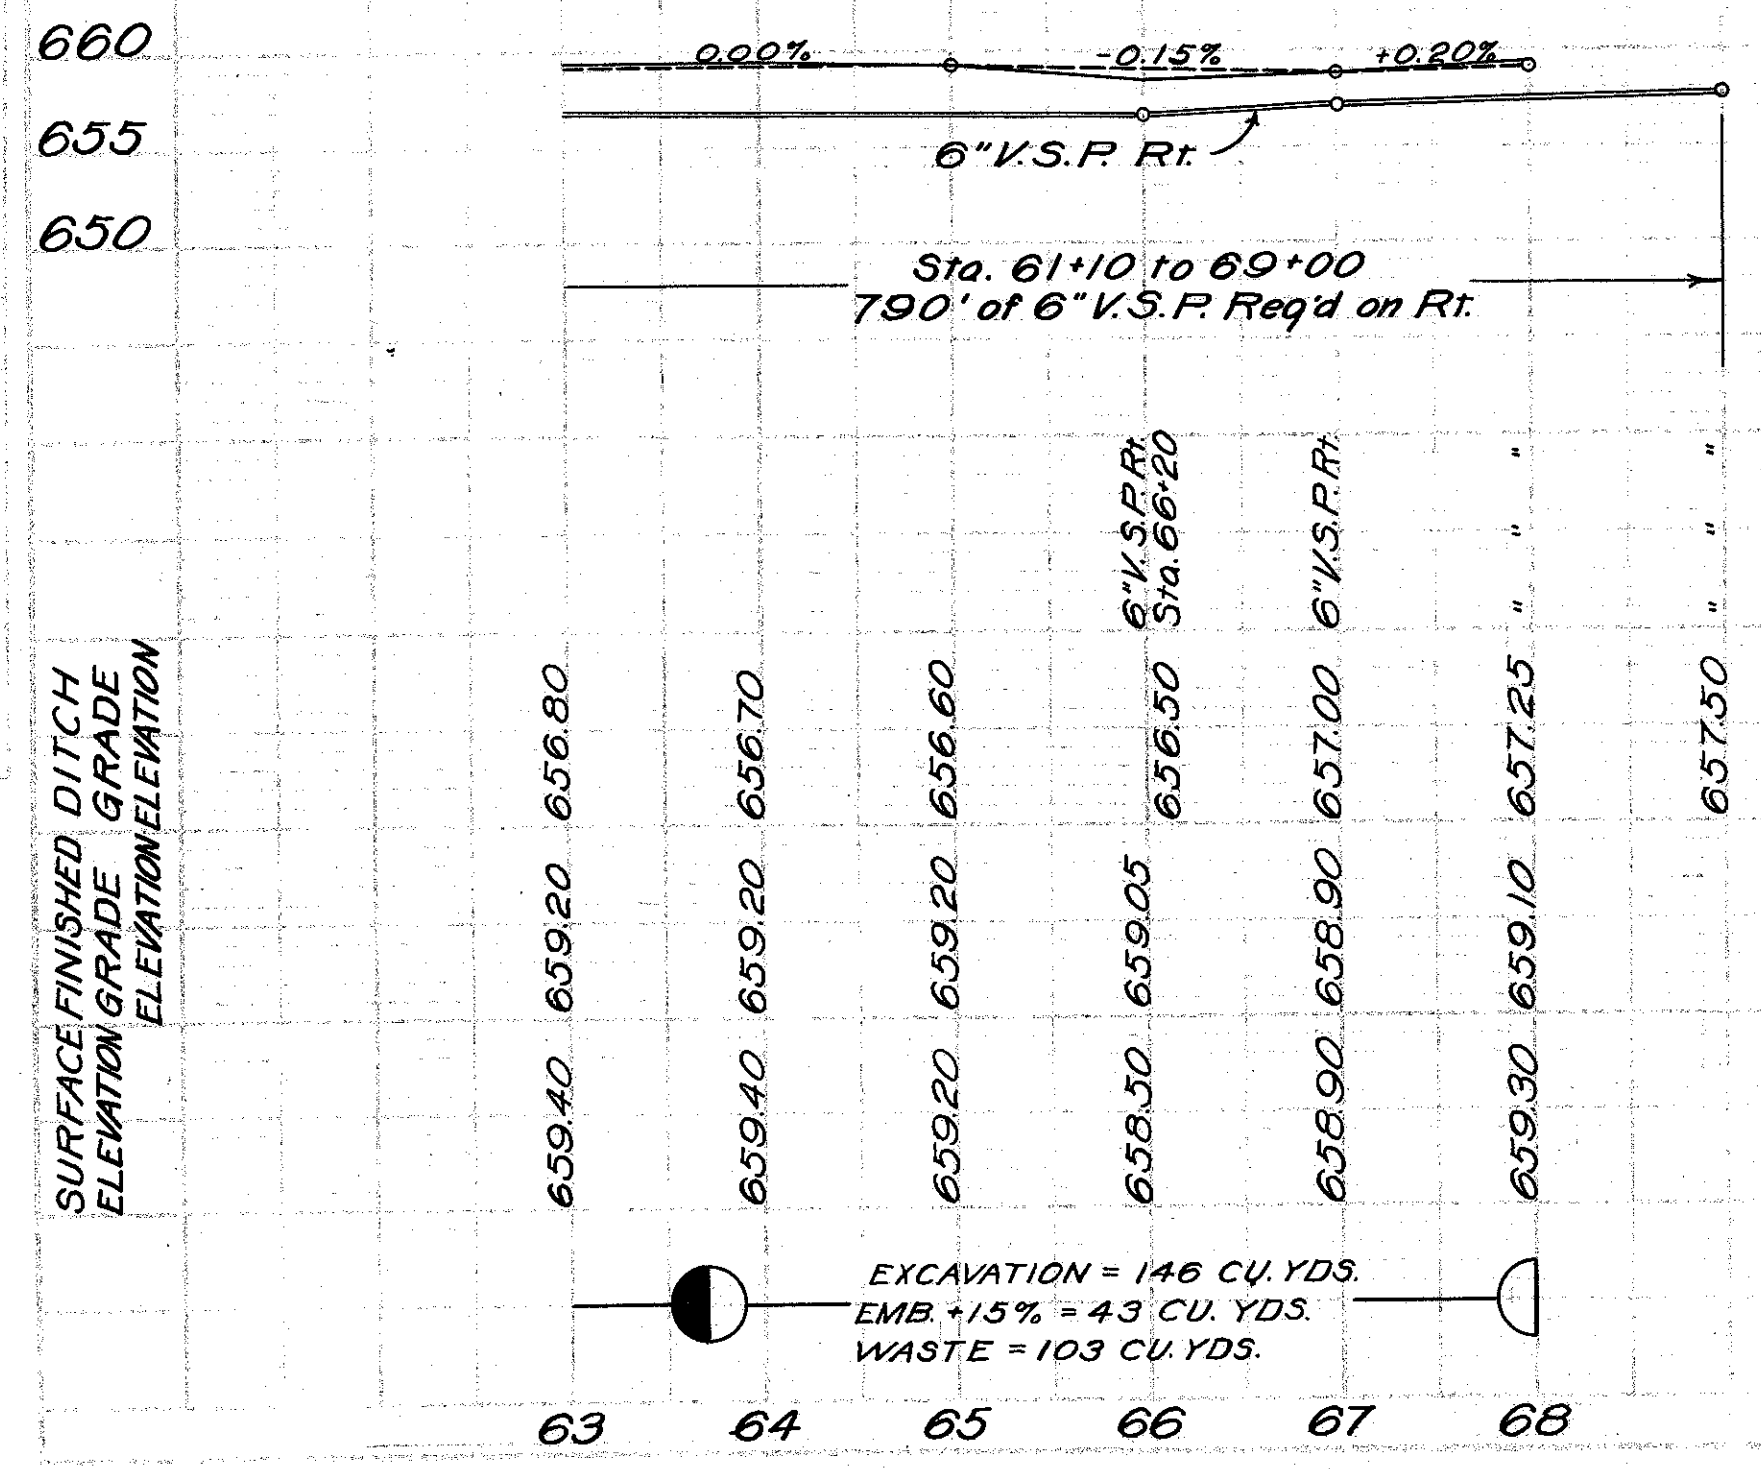 660
0.00% -0.15% +0.20%
655
6"V.S.P. Rt.
650
Sta. 61+10 to 69+00
790' of 6"V.S.P. Req'd on Rt.
6"V.S.P.Rt.
Sta.66+20
6"V.S.P.Rt.
" " "
" " "
SURFACE FINISHED DITCH
ELEVATION GRADE GRADE
ELEVATION ELEVATION
656.80 656.70 656.60 656.50 657.00 657.25 657.50
659.20 659.20 659.20 659.05 658.90 659.10
659.40 659.40 659.20 658.50 658.90 659.30
EXCAVATION = 146 CU. YDS.
EMB. +15% = 43 CU. YDS.
WASTE = 103 CU. YDS.
63 64 65 66 67 68